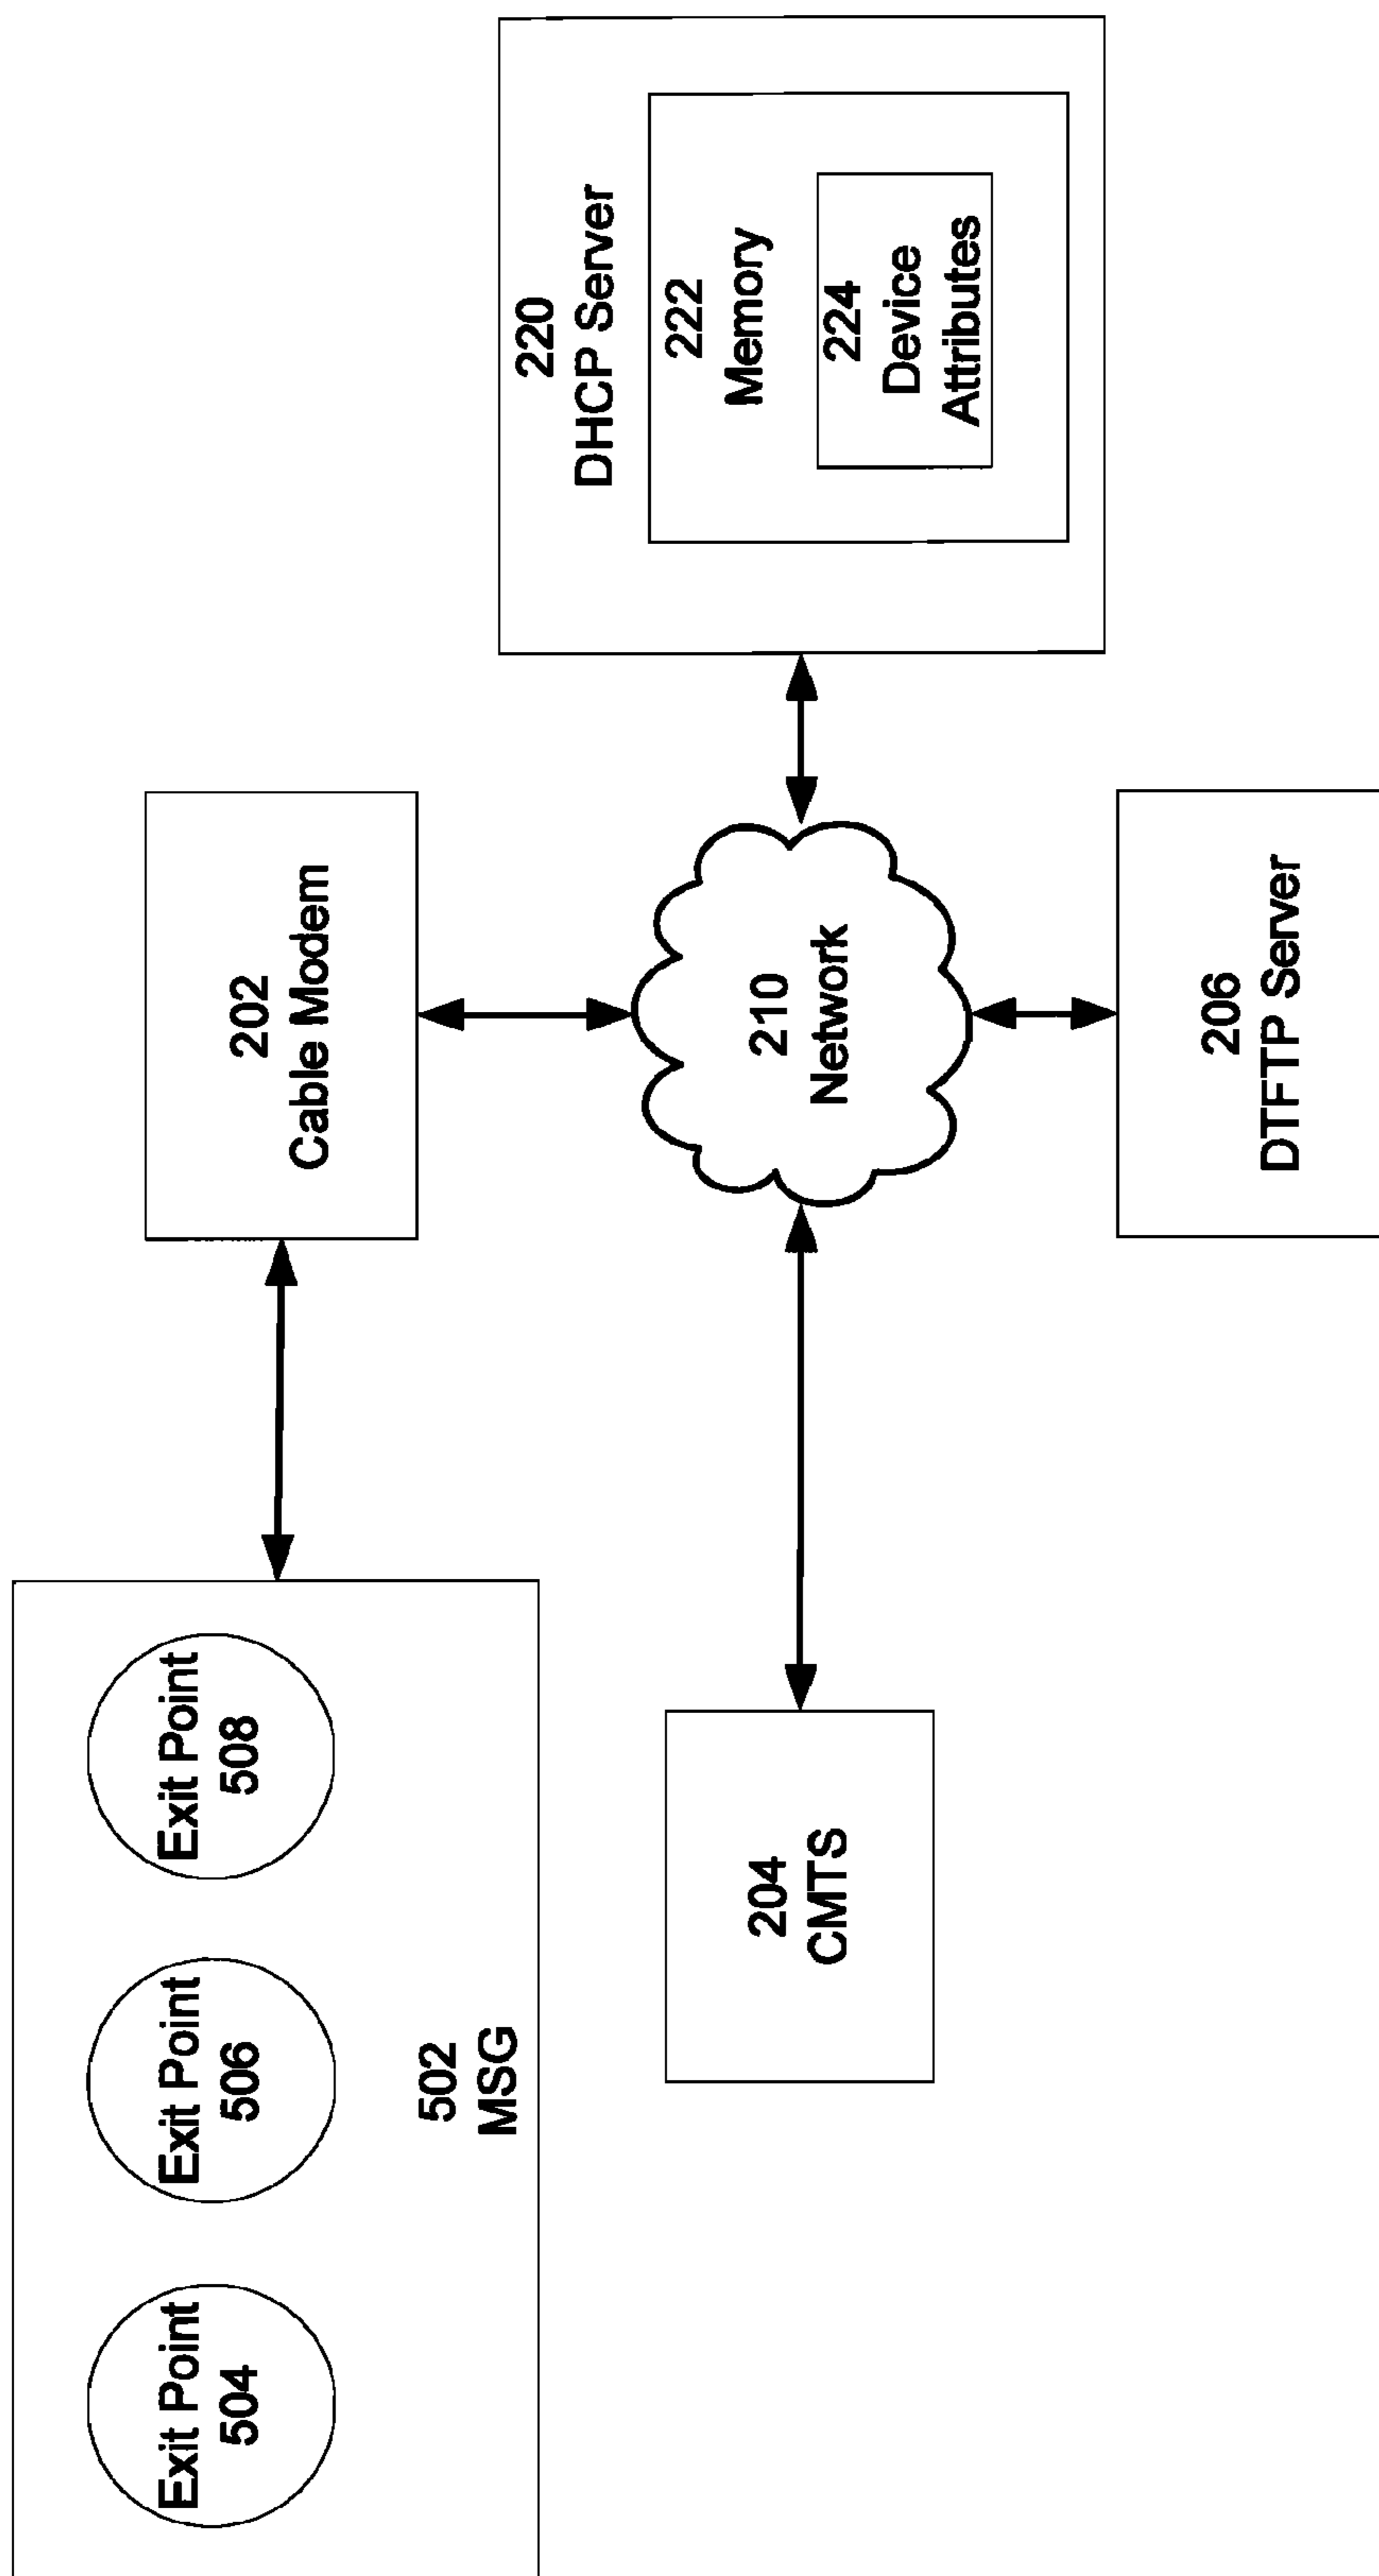 Exit Point
504
Exit Point
506
Exit Point
508
502
MSG
202
Cable Modem
204
CMTS
210
Network
220
DHCP Server
222
Memory
224
Device
Attributes
206
DTFTP Server